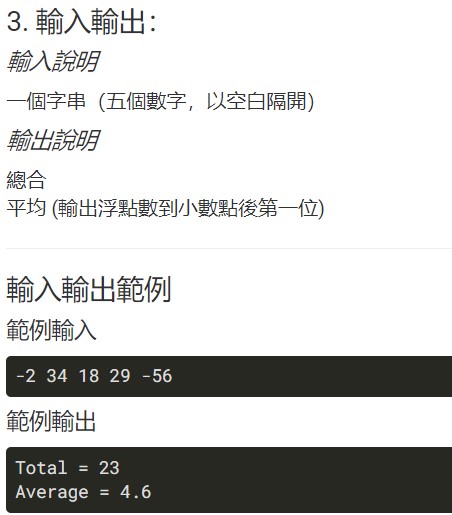 3. 輸入輸出：
輸入說明
一個字串（五個數字，以空白隔開）
輸出說明
總合
平均 (輸出浮點數到小數點後第一位)
輸入輸出範例
範例輸入
-2 34 18 29 -56
範例輸出
Total = 23
Average = 4.6